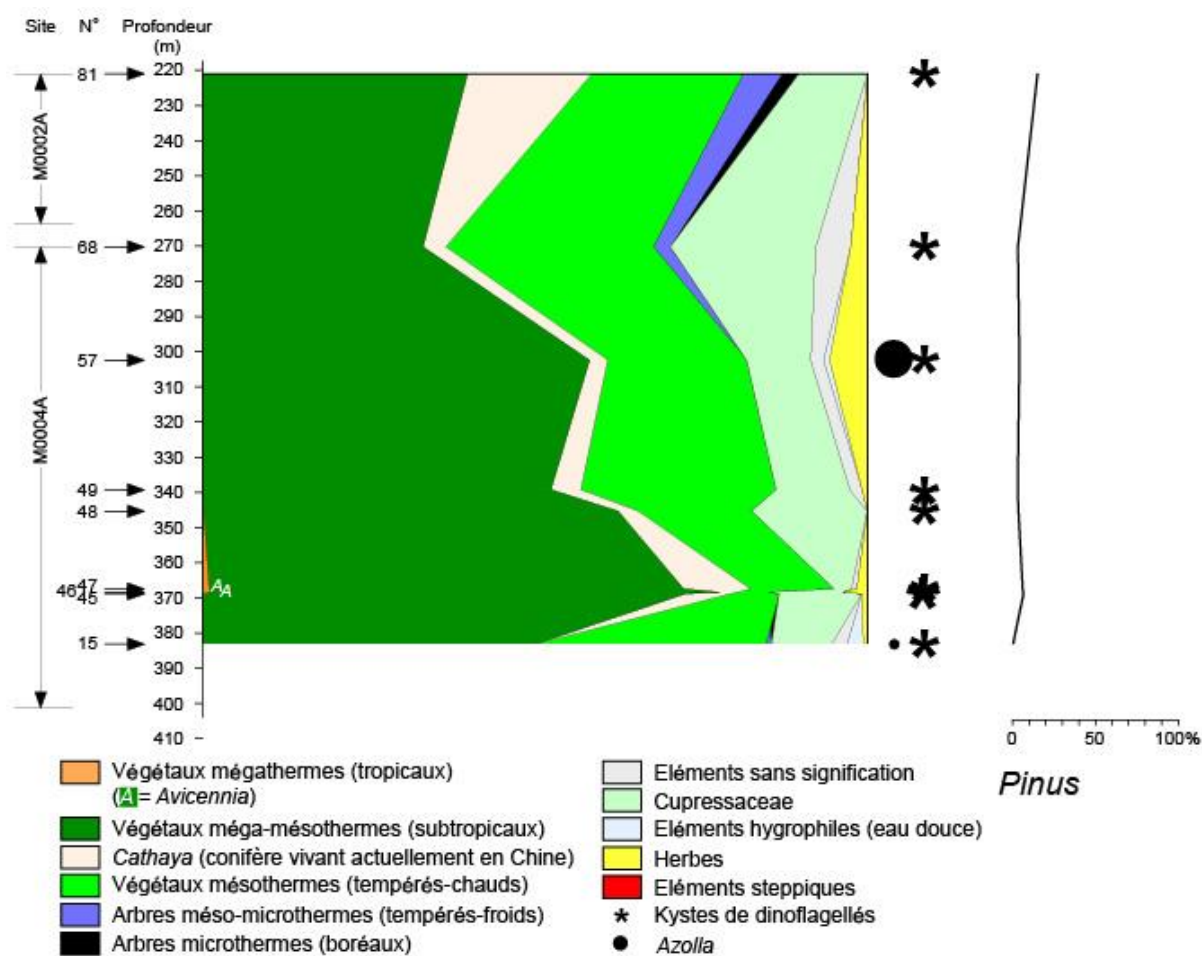 Site N° Profondeur
(m)
220
230
240
250
260
270
280
290
300
310
320
330
340
350
360
370
380
390
400
410
81
68
57
49
48
47
46
45
15
M0002A
M0004A
A
A
0 50 100%
Pinus
Végétaux mégathermes (tropicaux)
(A = Avicennia)
Végétaux méga-mésothermes (subtropicaux)
Cathaya (conifère vivant actuellement en Chine)
Végétaux mésothermes (tempérés-chauds)
Arbres méso-microthermes (tempérés-froids)
Arbres microthermes (boréaux)
Eléments sans signification
Cupressaceae
Eléments hygrophiles (eau douce)
Herbes
Eléments steppiques
Kystes de dinoflagellés
Azolla